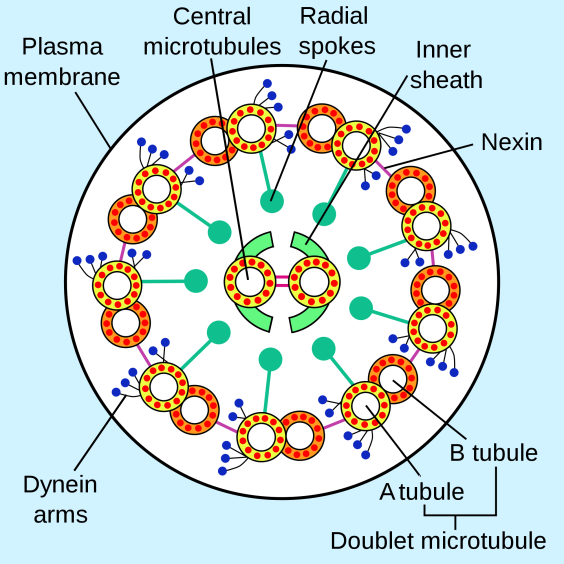 Central
microtubules
Radial
spokes
Plasma
membrane
Inner
sheath
Nexin
B tubule
A tubule
Dynein
arms
Doublet microtubule